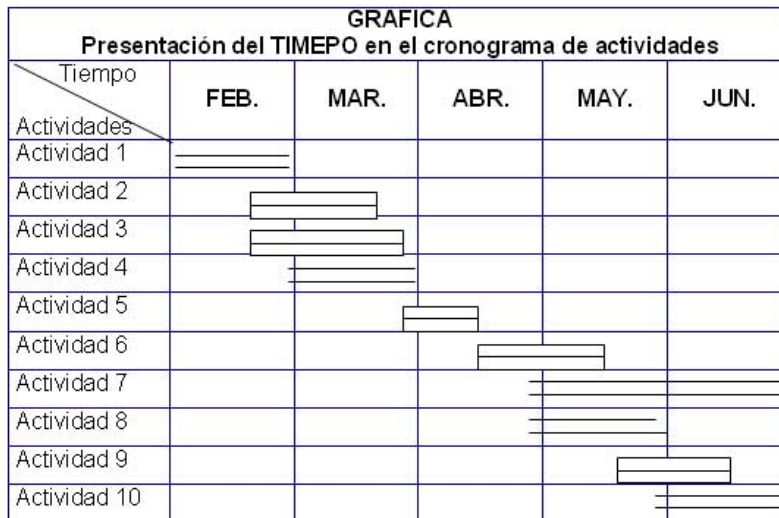 GRAFICA
Presentación del TIMEPO en el cronograma de actividades
Tiempo
Actividades
FEB. MAR. ABR. MAY. JUN.
Actividad 1
Actividad 2
Actividad 3
Actividad 4
Actividad 5
Actividad 6
Actividad 7
Actividad 8
Actividad 9
Actividad 10